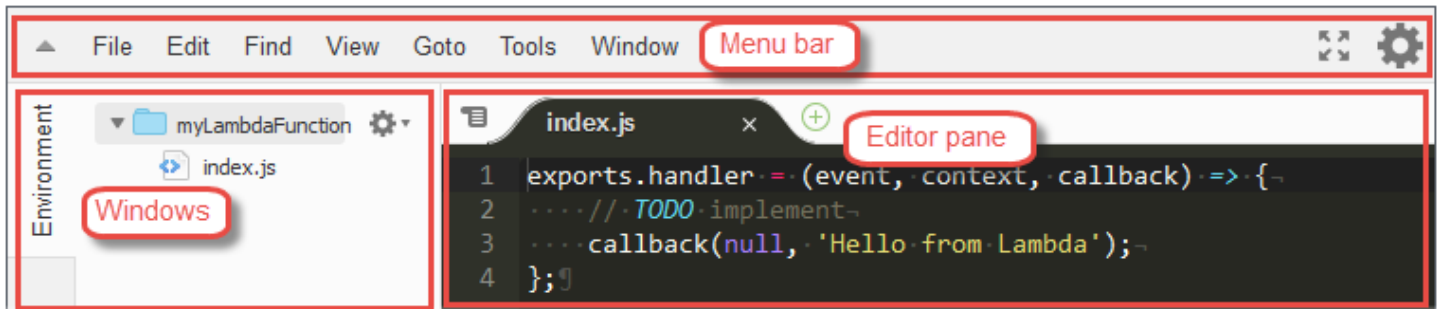 File Edit Find View Goto Tools Window Menu bar
Environment
myLambdaFunction
index.js
Windows
index.js
Editor pane
1 exports.handler = (event, context, callback) => {
2 // TODO implement
3 callback(null, 'Hello from Lambda');
4 };